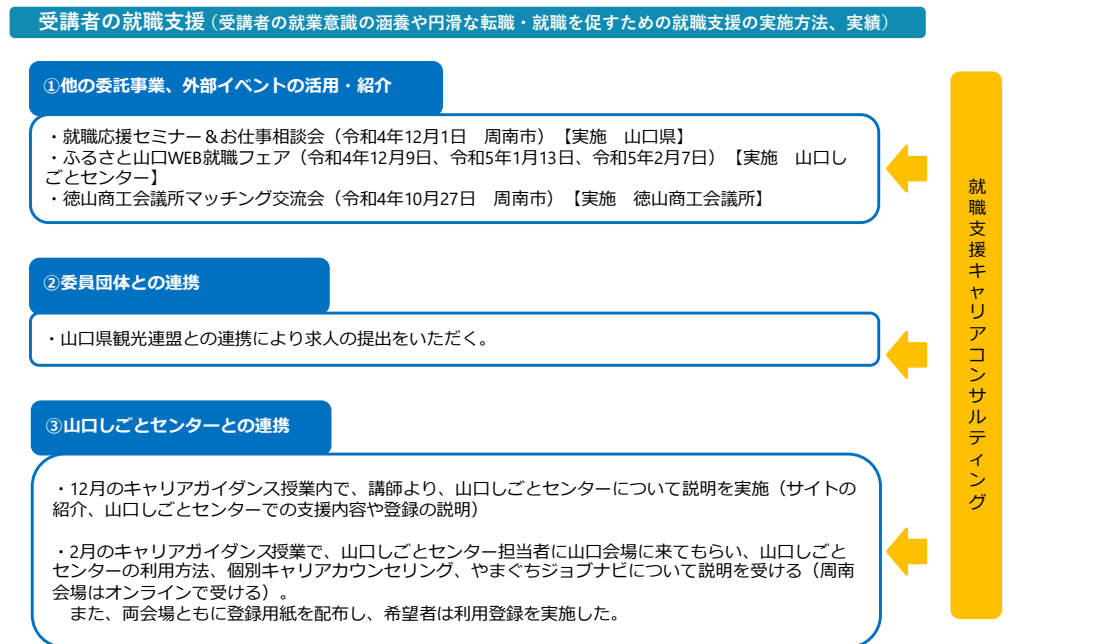 受講者の就職支援（受講者の就業意識の涵養や円滑な転職・就職を促すための就職支援の実施方法、実績）
①他の委託事業、外部イベントの活用・紹介
・就職応援セミナー＆お仕事相談会（令和4年12月1日　周南市）【実施　山口県】
・ふるさと山口WEB就職フェア（令和4年12月9日、令和5年1月13日、令和5年2月7日）【実施　山口し
ごとセンター】
・徳山商工会議所マッチング交流会（令和4年10月27日　周南市）【実施　徳山商工会議所】
②委員団体との連携
・山口県観光連盟との連携により求人の提出をいただく。
③山口しごとセンターとの連携
・12月のキャリアガイダンス授業内で、講師より、山口しごとセンターについて説明を実施（サイトの
紹介、山口しごとセンターでの支援内容や登録の説明）
・2月のキャリアガイダンス授業で、山口しごとセンター担当者に山口会場に来てもらい、山口しごと
センターの利用方法、個別キャリアカウンセリング、やまぐちジョブナビについて説明を受ける（周南
会場はオンラインで受ける）。
　また、両会場ともに登録用紙を配布し、希望者は利用登録を実施した。
就職支援キャリアコンサルティング